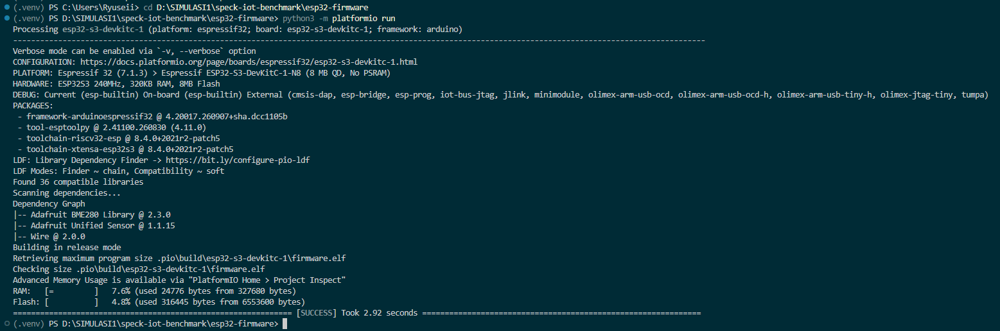 (.venv) PS C:\Users\Ryuseii> cd D:\SIMULASI1\speck-iot-benchmark\esp32-firmware
(.venv) PS D:\SIMULASI1\speck-iot-benchmark\esp32-firmware> python3 -m platformio run
Processing esp32-s3-devkitc-1 (platform: espressif32; board: esp32-s3-devkitc-1; framework: arduino)
----------------------------------------------------------------------------------------------------------------------------------------------------------
Verbose mode can be enabled via `-v, --verbose` option
CONFIGURATION: https://docs.platformio.org/page/boards/espressif32/esp32-s3-devkitc-1.html
PLATFORM: Espressif 32 (7.1.3) > Espressif ESP32-S3-DevKitC-1-N8 (8 MB QD, No PSRAM)
HARDWARE: ESP32S3 240MHz, 320KB RAM, 8MB Flash
DEBUG: Current (esp-builtin) On-board (esp-builtin) External (cmsis-dap, esp-bridge, esp-prog, iot-bus-jtag, jlink, minimodule, olimex-arm-usb-ocd, olimex-arm-usb-ocd-h, olimex-arm-usb-tiny-h, olimex-jtag-tiny, tumpa)
PACKAGES:
 - framework-arduinoespressif32 @ 4.20017.260907+sha.dcc1105b
 - tool-esptoolpy @ 2.41100.260830 (4.11.0)
 - toolchain-riscv32-esp @ 8.4.0+2021r2-patch5
 - toolchain-xtensa-esp32s3 @ 8.4.0+2021r2-patch5
LDF: Library Dependency Finder -> https://bit.ly/configure-pio-ldf
LDF Modes: Finder ~ chain, Compatibility ~ soft
Found 36 compatible libraries
Scanning dependencies...
Dependency Graph
|-- Adafruit BME280 Library @ 2.3.0
|-- Adafruit Unified Sensor @ 1.1.15
|-- Wire @ 2.0.0
Building in release mode
Retrieving maximum program size .pio\build\esp32-s3-devkitc-1\firmware.elf
Checking size .pio\build\esp32-s3-devkitc-1\firmware.elf
Advanced Memory Usage is available via "PlatformIO Home > Project Inspect"
RAM:   [=         ]   7.6% (used 24776 bytes from 327680 bytes)
Flash: [          ]   4.8% (used 316445 bytes from 6553600 bytes)
============================================================== [SUCCESS] Took 2.92 seconds ==============================================================
(.venv) PS D:\SIMULASI1\speck-iot-benchmark\esp32-firmware>